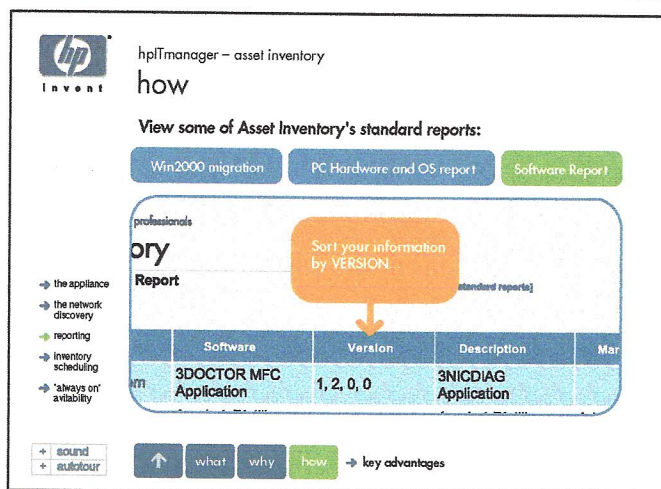 hp
invent
hpITmanager – asset inventory
how
View some of Asset Inventory's standard reports:
Win2000 migration
PC Hardware and OS report
Software Report
professionals
ory
Report
Sort your information
by VERSION...
standard reports]
Software
Version
Description
Mar
m
3DOCTOR MFC
Application
1, 2, 0, 0
3NICDIAG
Application
the appliance
the network
discovery
reporting
inventory
scheduling
'always on'
avilability
+ sound
+ autotour
what
why
how
key advantages